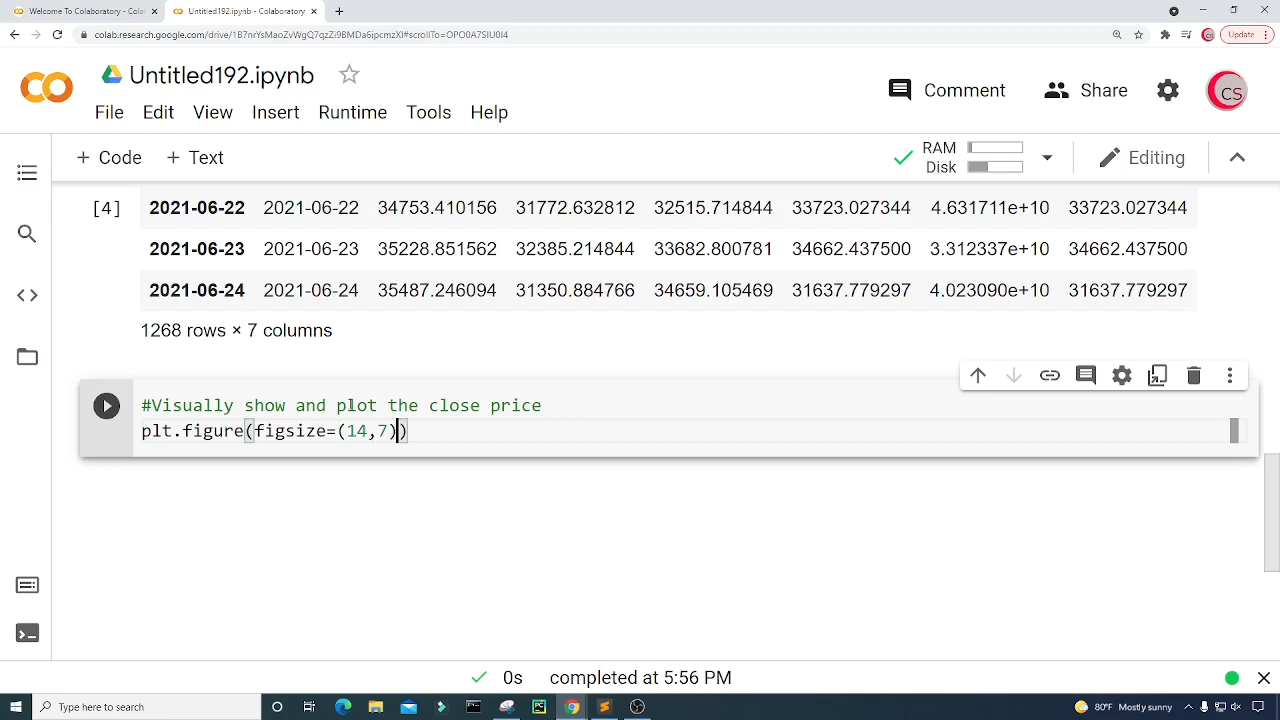 Welcome To Colaboratory - Colab
Untitled192.ipynb - Colaboratory
colab.research.google.com/drive/1B7nrYsMaoZvWgQ7qzZi9BMDa6ipcmzXl#scrollTo=OPO0A7SIU0I4
Update
Untitled192.ipynb
File Edit View Insert Runtime Tools Help
Comment
Share
CS
+ Code + Text
RAM
Disk
Editing
[4] 2021-06-22 2021-06-22 34753.410156 31772.632812 32515.714844 33723.027344 4.631711e+10 33723.027344
2021-06-23 2021-06-23 35228.851562 32385.214844 33682.800781 34662.437500 3.312337e+10 34662.437500
2021-06-24 2021-06-24 35487.246094 31350.884766 34659.105469 31637.779297 4.023090e+10 31637.779297
1268 rows × 7 columns
#Visually show and plot the close price
plt.figure(figsize=(14,7))
0s completed at 5:56 PM
Type here to search
80°F Mostly sunny